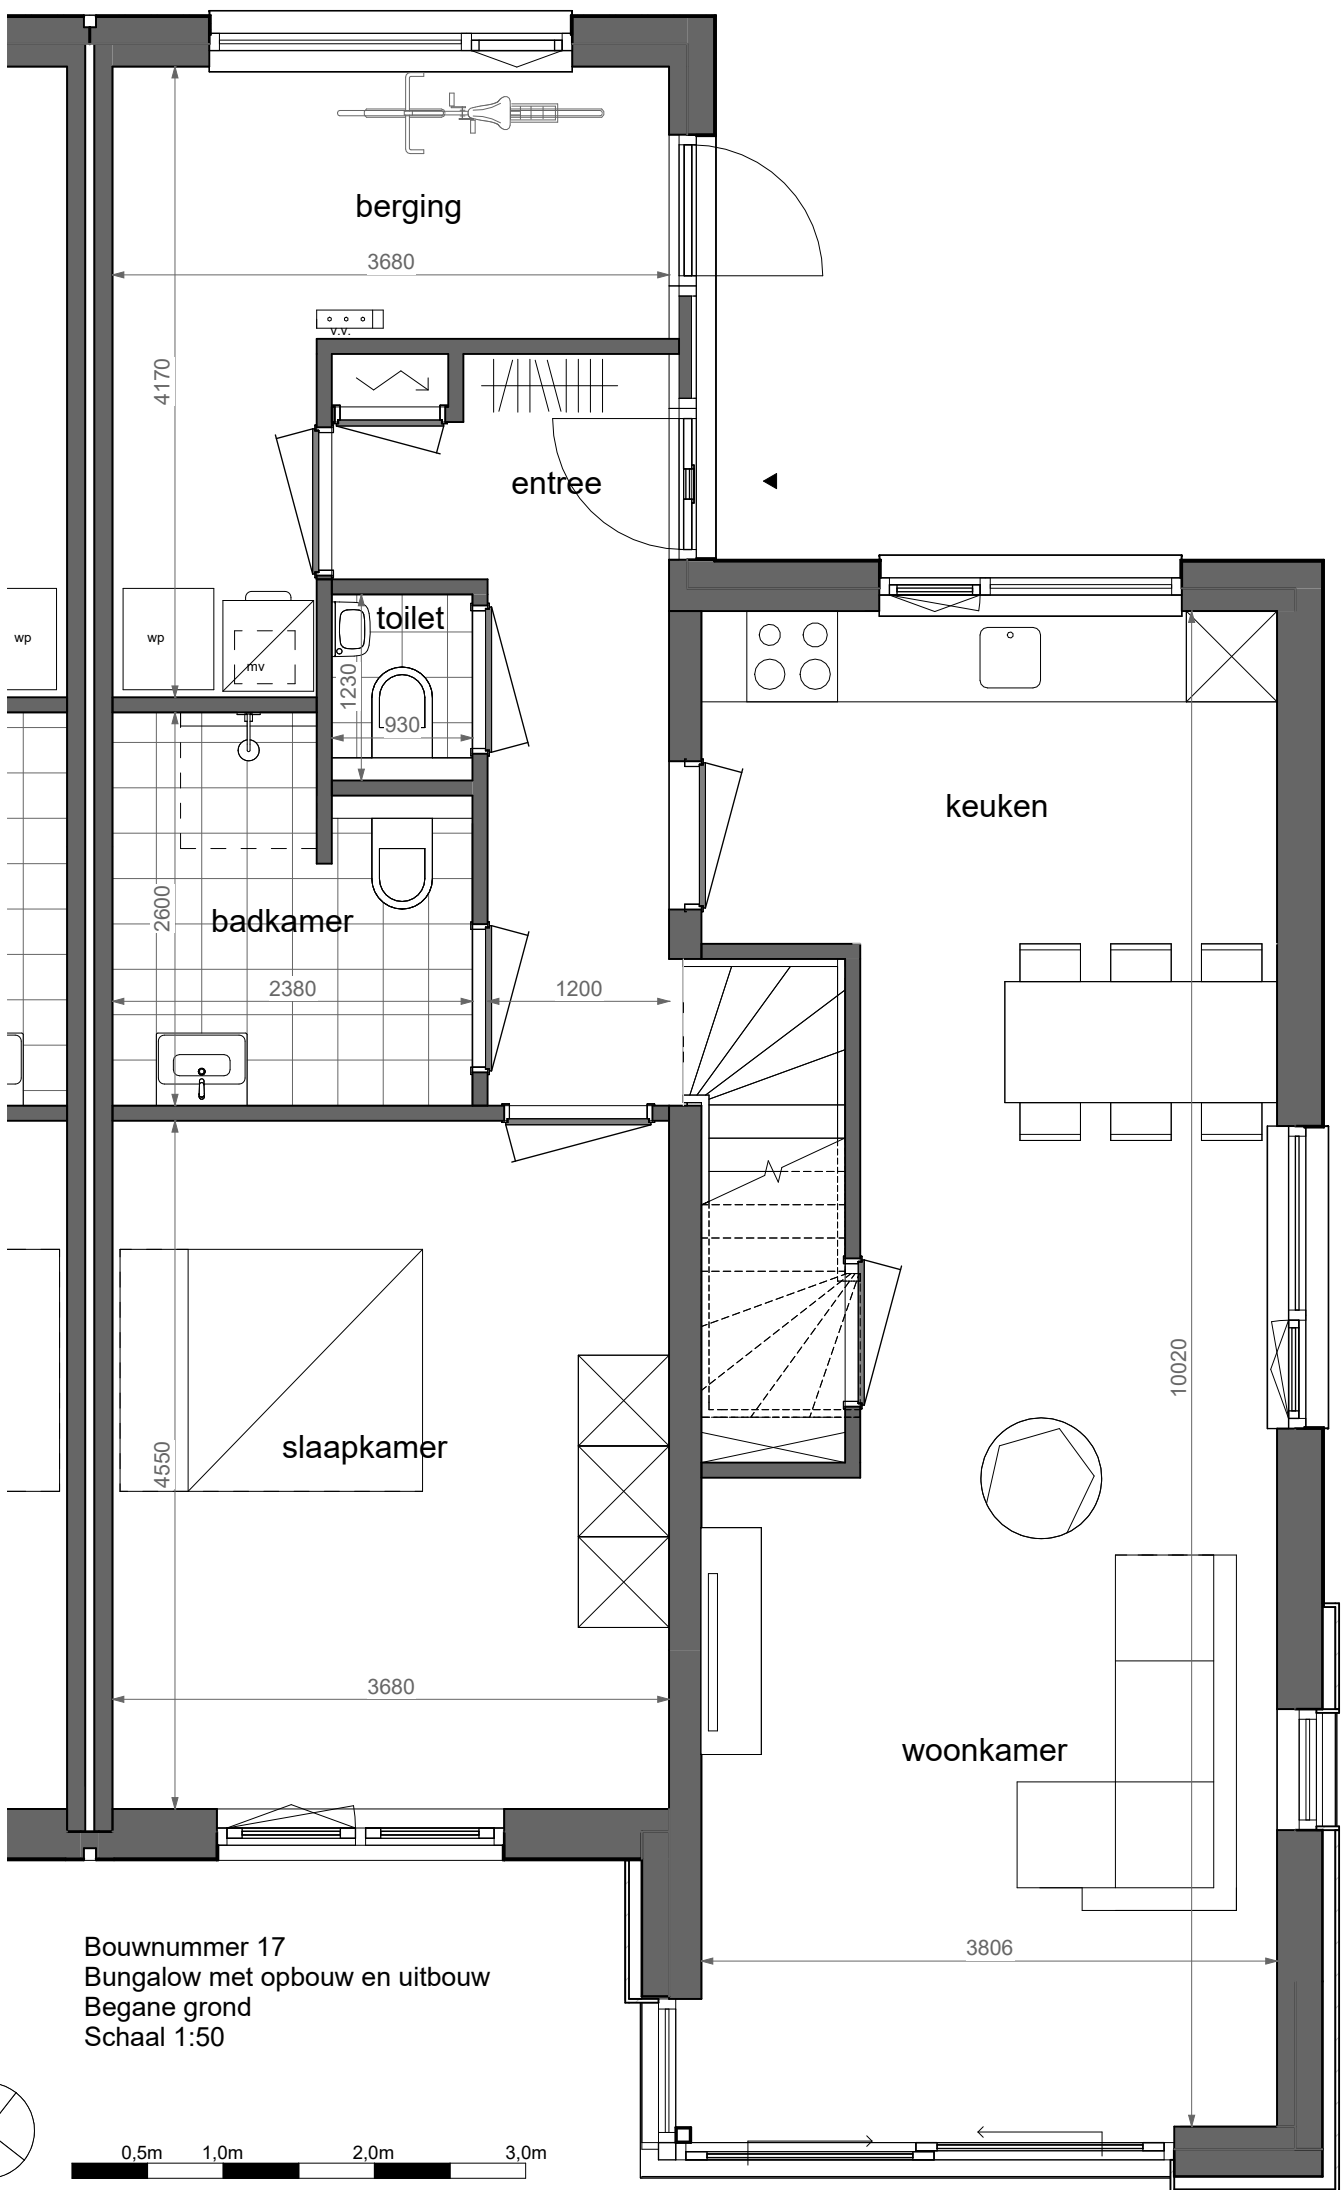 berging
3680
v.v.
4170
entree
toilet
wp
wp
mv
1230
930
keuken
2600
badkamer
2380
1200
10020
slaapkamer
4550
3680
woonkamer
3806
Bouwnummer 17
Bungalow met opbouw en uitbouw
Begane grond
Schaal 1:50
0,5m 1,0m 2,0m 3,0m